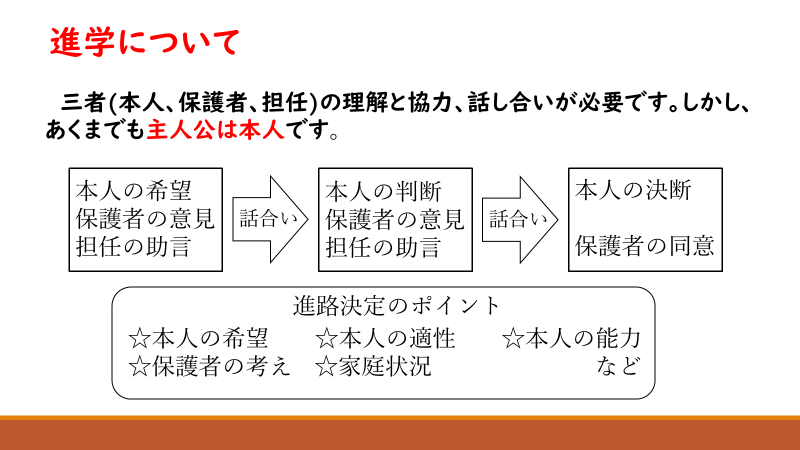 進学について
三者(本人、保護者、担任)の理解と協力、話し合いが必要です。しかし、
あくまでも主人公は本人です。
本人の希望
保護者の意見
担任の助言
話合い
本人の判断
保護者の意見
担任の助言
話合い
本人の決断
保護者の同意
進路決定のポイント
☆本人の希望 ☆本人の適性 ☆本人の能力
☆保護者の考え ☆家庭状況 など